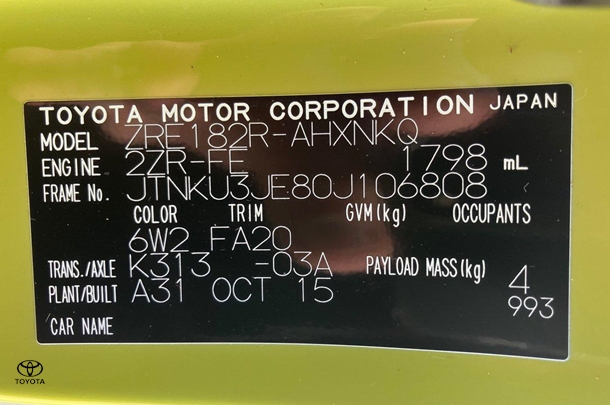 TOYOTA MOTOR CORPORATION JAPAN
MODEL ZRE182R-AHXNKQ
ENGINE 2ZR-FE 1798 mL
FRAME No. JTNKU3JE80J106808
COLOR TRIM GVM(kg) OCCUPANTS
6W2 FA20
TRANS./AXLE K313 -03A PAYLOAD MASS(kg) 4
PLANT/BUILT A31 OCT 15 993
CAR NAME
TOYOTA